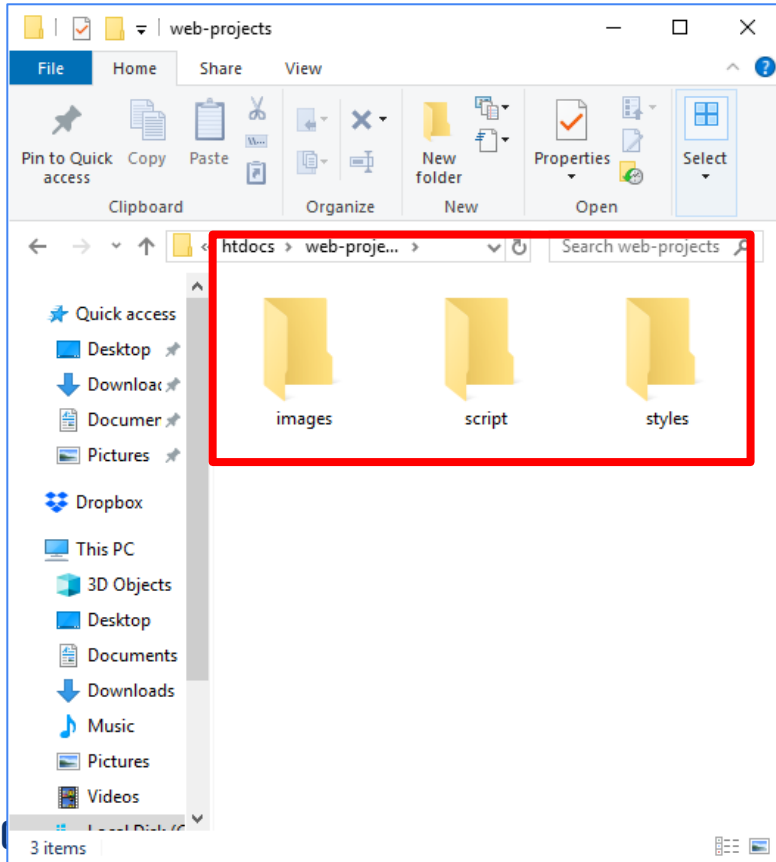 web-projects
File Home Share View
Pin to Quick access
Copy
Paste
New folder
Properties
Select
Clipboard Organize New Open
« htdocs › web-proje... › Search web-projects
Quick access
Desktop
Documer
Pictures
images script styles
Dropbox
This PC
3D Objects
Desktop
Documents
Downloads
Music
Pictures
Videos
3 items